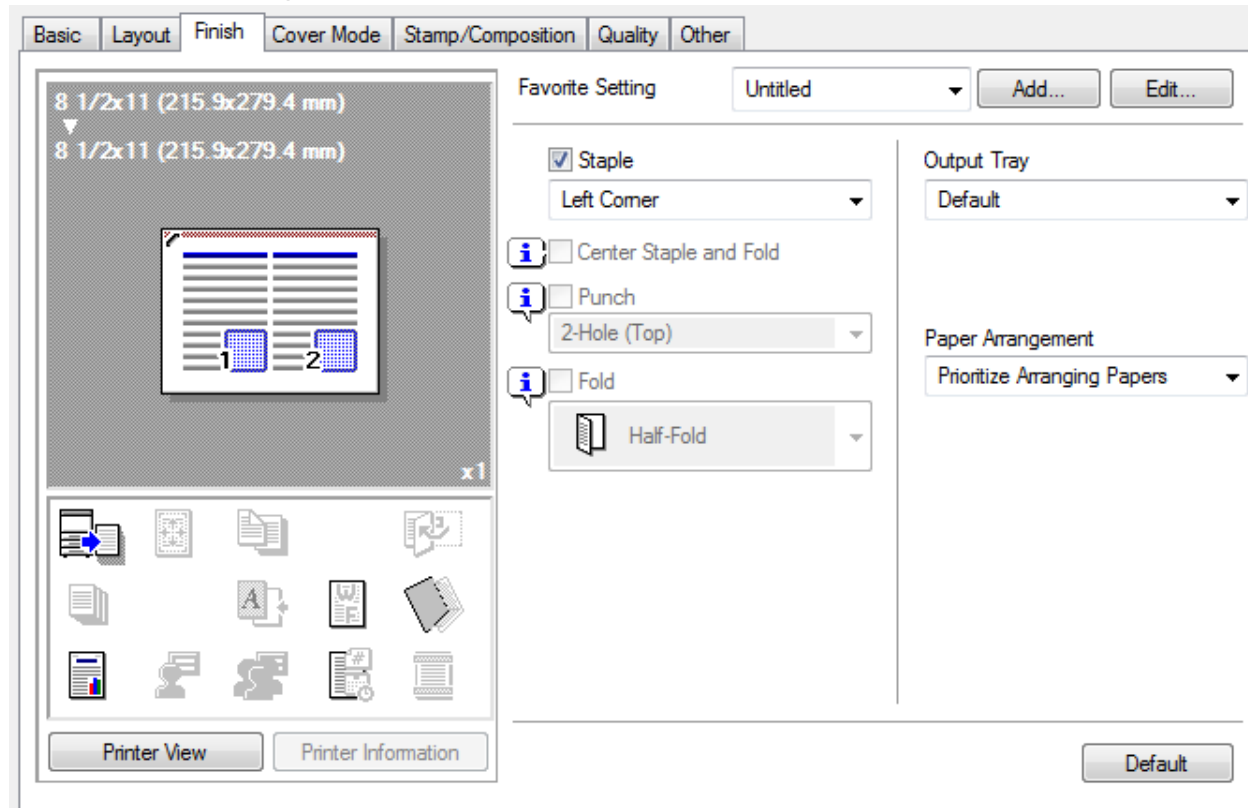 Basic Layout Finish Cover Mode Stamp/Composition Quality Other
8 1/2x11 (215.9x279.4 mm)
8 1/2x11 (215.9x279.4 mm)
1 2
x1
Favorite Setting Untitled Add... Edit...
Staple
Left Corner
Center Staple and Fold
Punch
2-Hole (Top)
Fold
Half-Fold
Output Tray
Default
Paper Arrangement
Prioritize Arranging Papers
A
W
F
#
Printer View Printer Information
Default